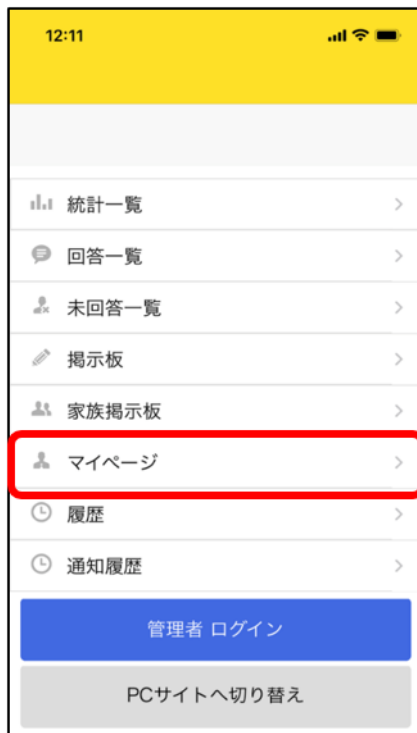 12:11
統計一覧
回答一覧
未回答一覧
掲示板
家族掲示板
マイページ
履歴
通知履歴
管理者 ログイン
PCサイトへ切り替え